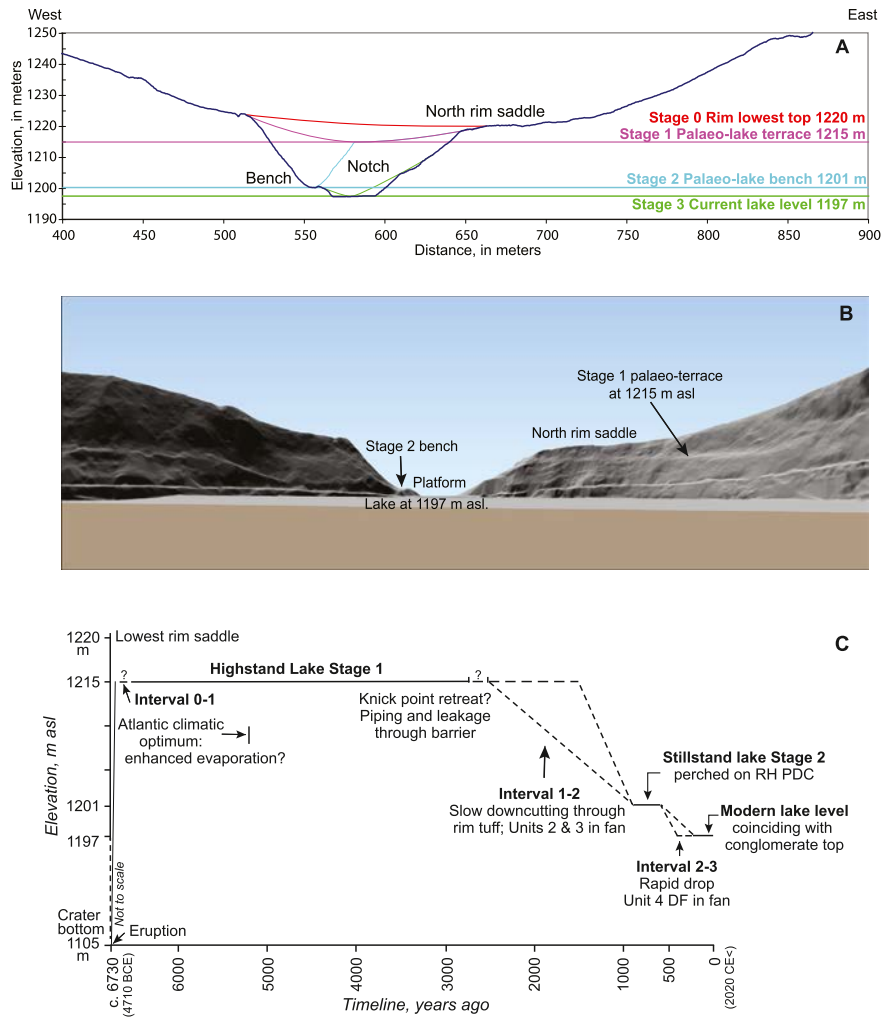 West
East
A
1250
1240
1230
1220
1210
1200
1190
Elevation, in meters
North rim saddle
Stage 0 Rim lowest top 1220 m
Stage 1 Palaeo-lake terrace 1215 m
Notch
Bench
Stage 2 Palaeo-lake bench 1201 m
Stage 3 Current lake level 1197 m
400
450
500
550
600
650
700
750
800
850
900
Distance, in meters
B
Stage 1 palaeo-terrace
at 1215 m asl
North rim saddle
Stage 2 bench
Platform
Lake at 1197 m asl.
C
1220
m
Lowest rim saddle
?
Highstand Lake Stage 1
?
1215
Interval 0-1
Atlantic climatic
optimum:
enhanced evaporation?
Knick point retreat?
Piping and leakage
through barrier
Elevation, m asl
Interval 1-2
Slow downcutting through
rim tuff; Units 2 & 3 in fan
Stillstand lake Stage 2
perched on RH PDC
1201
Modern lake level
coinciding with
conglomerate top
1197
Interval 2-3
Rapid drop
Unit 4 DF in fan
Not to scale
Crater
bottom
1105
m
Eruption
c. 6730
(4710 BCE)
6000
5000
4000
3000
2000
1000
500
0
(2020 CE<)
Timeline, years ago